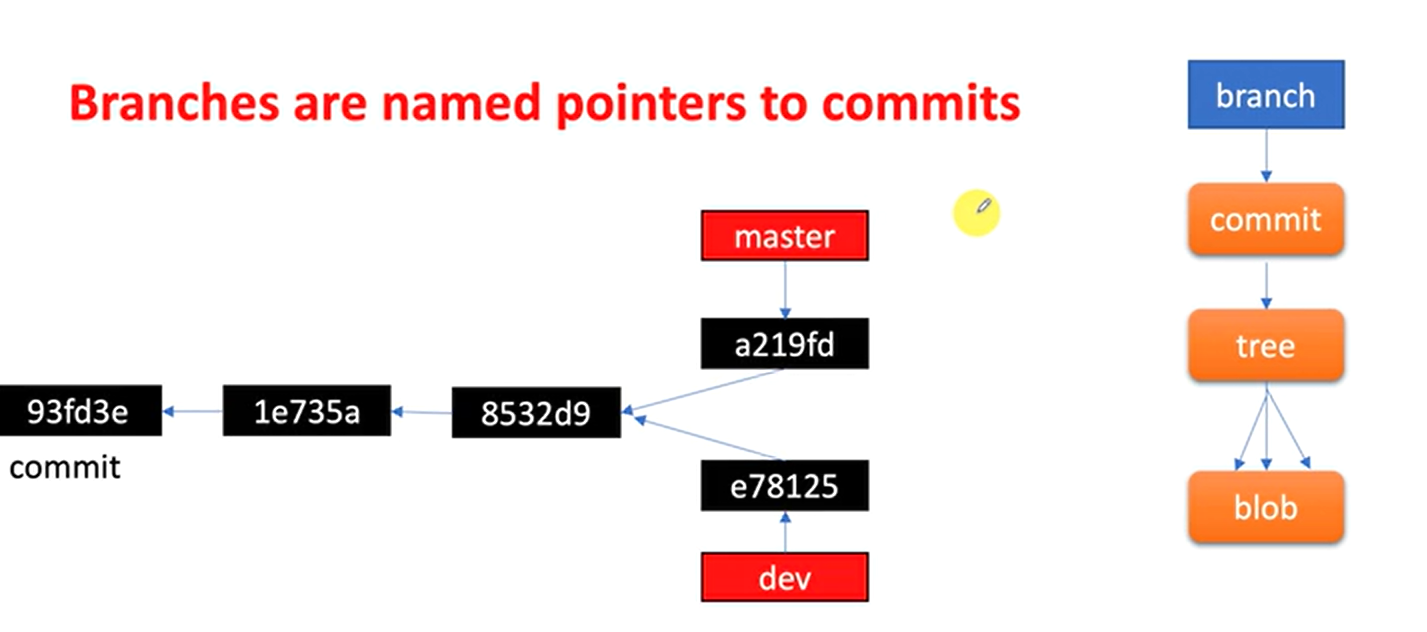 Branches are named pointers to commits
master
a219fd
93fd3e
1e735a
8532d9
commit
e78125
dev
branch
commit
tree
blob